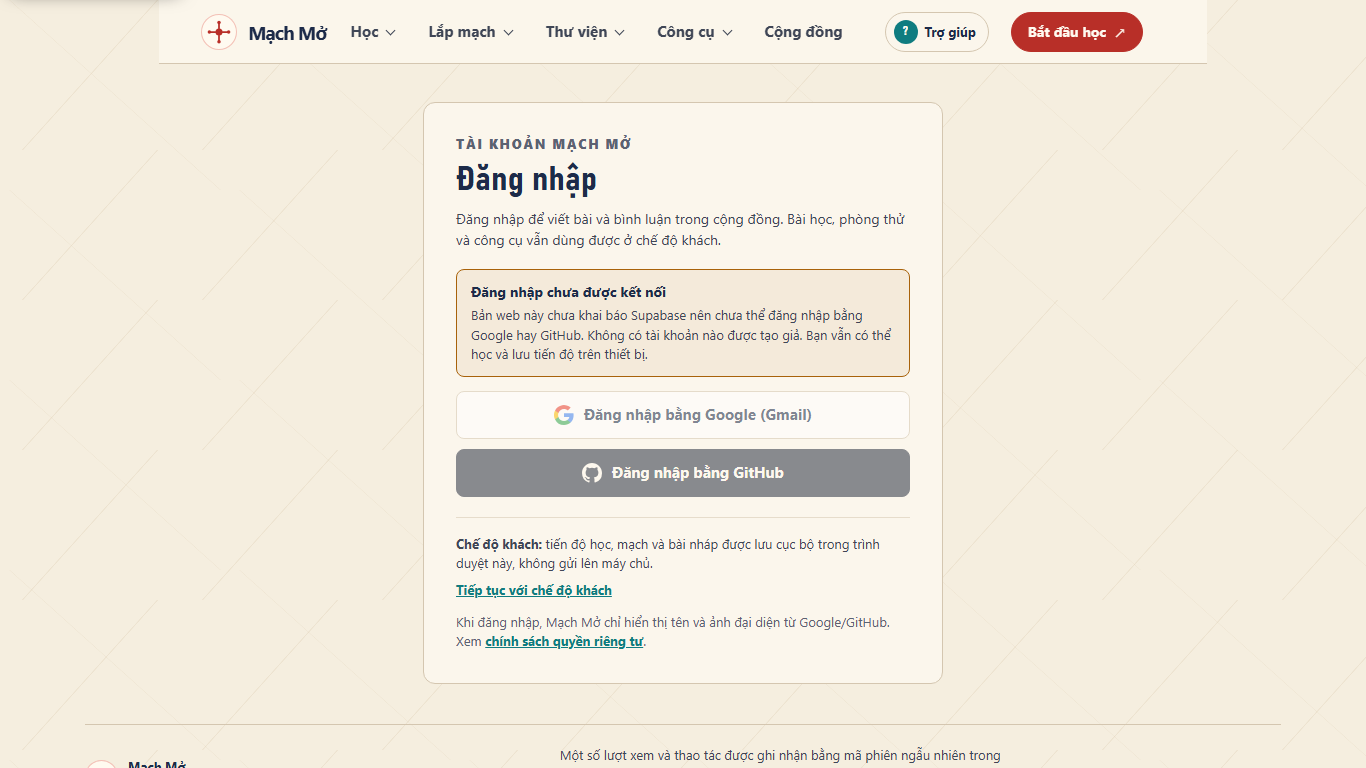 Mạch Mở
Học
Lắp mạch
Thư viện
Công cụ
Cộng đồng
? Trợ giúp
Bắt đầu học ↗
TÀI KHOẢN MẠCH MỞ
Đăng nhập
Đăng nhập để viết bài và bình luận trong cộng đồng. Bài học, phòng thử
và công cụ vẫn dùng được ở chế độ khách.
Đăng nhập chưa được kết nối
Bản web này chưa khai báo Supabase nên chưa thể đăng nhập bằng
Google hay GitHub. Không có tài khoản nào được tạo giả. Bạn vẫn có thể
học và lưu tiến độ trên thiết bị.
Đăng nhập bằng Google (Gmail)
Đăng nhập bằng GitHub
Chế độ khách: tiến độ học, mạch và bài nháp được lưu cục bộ trong trình
duyệt này, không gửi lên máy chủ.
Tiếp tục với chế độ khách
Khi đăng nhập, Mạch Mở chỉ hiển thị tên và ảnh đại diện từ Google/GitHub.
Xem chính sách quyền riêng tư.
Một số lượt xem và thao tác được ghi nhận bằng mã phiên ngẫu nhiên trong
Mạch Mở